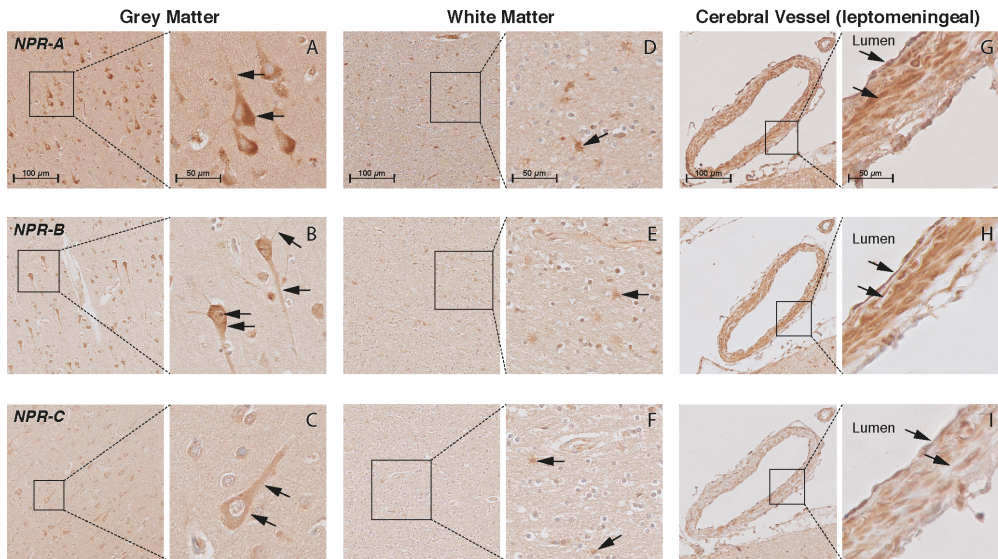 Grey Matter
White Matter
Cerebral Vessel (leptomeningeal)
NPR-A
A
D
Lumen
G
100 µm
50 µm
100 µm
50 µm
100 µm
50 µm
NPR-B
B
E
Lumen
H
NPR-C
C
F
Lumen
I